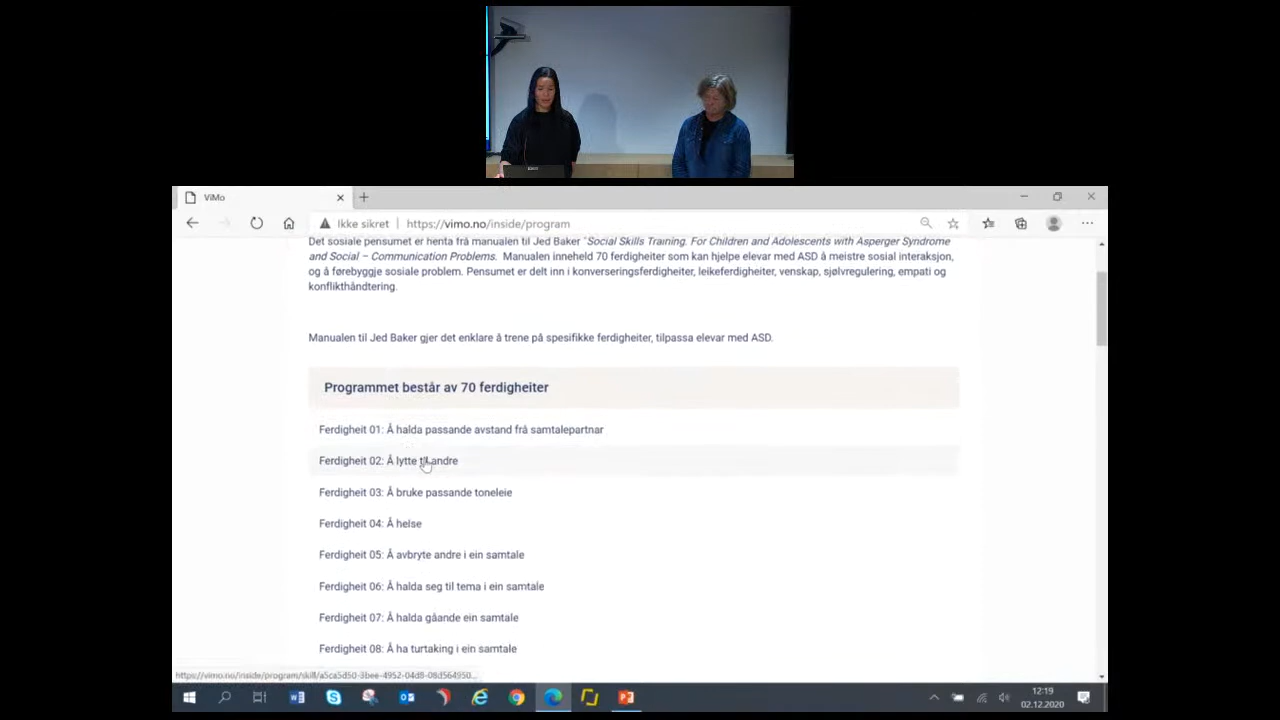 ViMo
Ikke sikret
https://vimo.no/inside/program
Det sosiale pensumet er henta frå manualen til Jed Baker "Social Skills Training. For Children and Adolescents with Asperger Syndrome
and Social – Communication Problems. Manualen inneheld 70 ferdigheiter som kan hjelpe elevar med ASD å meistre sosial interaksjon,
og å førebyggje sosiale problem. Pensumet er delt inn i konverseringsferdigheiter, leikeferdigheiter, venskap, sjølvregulering, empati og
konflikthåndtering.
Manualen til Jed Baker gjer det enklare å trene på spesifikke ferdigheiter, tilpassa elevar med ASD.
Programmet består av 70 ferdigheiter
Ferdigheit 01: Å halda passande avstand frå samtalepartnar
Ferdigheit 02: Å lytte til andre
Ferdigheit 03: Å bruke passande toneleie
Ferdigheit 04: Å helse
Ferdigheit 05: Å avbryte andre i ein samtale
Ferdigheit 06: Å halda seg til tema i ein samtale
Ferdigheit 07: Å halda gåande ein samtale
Ferdigheit 08: Å ha turtaking i ein samtale
12:19
02.12.2020